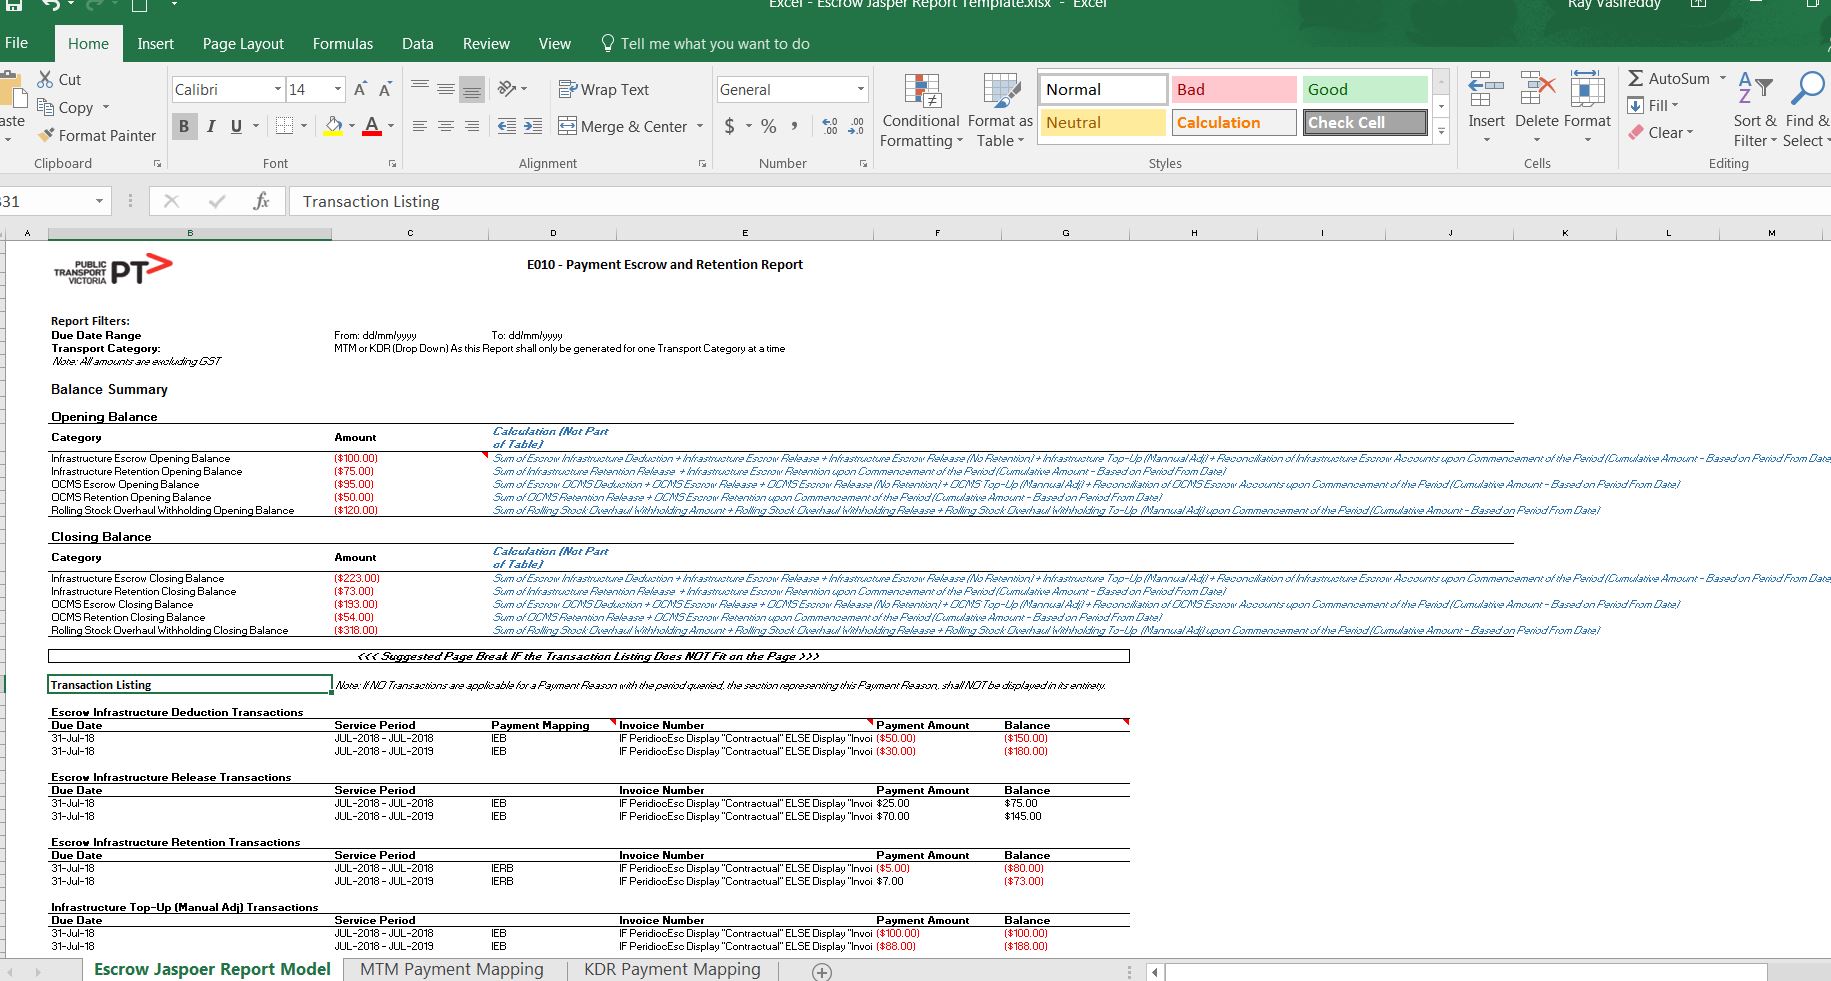 Excel - Escrow Jasper Report Template.xlsx - Excel
Ray Vasireddy
File Home Insert Page Layout Formulas Data Review View Tell me what you want to do
Cut
Copy
aste
Format Painter
Clipboard
Calibri 14 A A
B I U A
Font
Wrap Text
Merge & Center
Alignment
General
$ % ,
Number
Conditional Formatting
Format as Table
Normal Bad Good
Neutral Calculation Check Cell
Styles
Insert Delete Format
Cells
AutoSum
Fill
Clear
Sort & Filter
Find & Select
Editing
31 fx Transaction Listing
A B C D E F G H I J K L M
PUBLIC TRANSPORT VICTORIA PT>
E010 - Payment Escrow and Retention Report
Report Filters:
Due Date Range From: dd/mm/yyyy To: dd/mm/yyyy
Transport Category: MTM or KDR (Drop Down) As this Report shall only be generated for one Transport Category at a time
Note: All amounts are excluding GST
Balance Summary
Opening Balance
Category Amount Calculation (Not Part of Table)
Infrastructure Escrow Opening Balance ($100.00) Sum of Escrow Infrastructure Deduction + Infrastructure Escrow Release + Infrastructure Escrow Release (No Retention) + Infrastructure Top-Up (Mannual Adj) + Reconciliation of Infrastructure Escrow Accounts upon Commencement of the Period (Cumulative Amount - Based on Period From Date
Infrastructure Retention Opening Balance ($75.00) Sum of Infrastructure Retention Release + Infrastructure Escrow Retention upon Commencement of the Period (Cumulative Amount - Based on Period From Date)
OCMS Escrow Opening Balance ($95.00) Sum of Escrow OCMS Deduction + OCMS Escrow Release + OCMS Escrow Release (No Retention) + OCMS Top-Up (Mannual Adj) + Reconciliation of OCMS Escrow Accounts upon Commencement of the Period (Cumulative Amount - Based on Period From Date)
OCMS Retention Opening Balance ($50.00) Sum of OCMS Retention Release + OCMS Escrow Retention upon Commencement of the Period (Cumulative Amount - Based on Period From Date)
Rolling Stock Overhaul Withholding Opening Balance ($120.00) Sum of Rolling Stock Overhaul Withholding Amount + Rolling Stock Overhaul Withholding Release + Rolling Stock Overhaul Withholding To-Up (Mannual Adj) upon Commencement of the Period (Cumulative Amount - Based on Period From Date)
Closing Balance
Category Amount Calculation (Not Part of Table)
Infrastructure Escrow Closing Balance ($223.00) Sum of Escrow Infrastructure Deduction + Infrastructure Escrow Release + Infrastructure Escrow Release (No Retention) + Infrastructure Top-Up (Mannual Adj) + Reconciliation of Infrastructure Escrow Accounts upon Commencement of the Period (Cumulative Amount - Based on Period From Date
Infrastructure Retention Closing Balance ($73.00) Sum of Infrastructure Retention Release + Infrastructure Escrow Retention upon Commencement of the Period (Cumulative Amount - Based on Period From Date)
OCMS Escrow Closing Balance ($193.00) Sum of Escrow OCMS Deduction + OCMS Escrow Release + OCMS Escrow Release (No Retention) + OCMS Top-Up (Mannual Adj) + Reconciliation of OCMS Escrow Accounts upon Commencement of the Period (Cumulative Amount - Based on Period From Date)
OCMS Retention Closing Balance ($54.00) Sum of OCMS Retention Release + OCMS Escrow Retention upon Commencement of the Period (Cumulative Amount - Based on Period From Date)
Rolling Stock Overhaul Withholding Closing Balance ($318.00) Sum of Rolling Stock Overhaul Withholding Amount + Rolling Stock Overhaul Withholding Release + Rolling Stock Overhaul Withholding To-Up (Mannual Adj) upon Commencement of the Period (Cumulative Amount - Based on Period From Date)
<<< Suggested Page Break IF the Transaction Listing Does NOT Fit on the Page >>>
Transaction Listing Note: If NO Transactions are applicable for a Payment Reason with the period queried, the section representing this Payment Reason, shall NOT be displayed in its entirety.
Escrow Infrastructure Deduction Transactions
Due Date Service Period Payment Mapping Invoice Number Payment Amount Balance
31-Jul-18 JUL-2018 - JUL-2018 IEB IF PeridiocEsc Display "Contractual" ELSE Display "Invoi ($50.00) ($150.00)
31-Jul-18 JUL-2018 - JUL-2019 IEB IF PeridiocEsc Display "Contractual" ELSE Display "Invoi ($30.00) ($180.00)
Escrow Infrastructure Release Transactions
Due Date Service Period Invoice Number Payment Amount Balance
31-Jul-18 JUL-2018 - JUL-2018 IEB IF PeridiocEsc Display "Contractual" ELSE Display "Invoi $25.00 $75.00
31-Jul-18 JUL-2018 - JUL-2019 IEB IF PeridiocEsc Display "Contractual" ELSE Display "Invoi $70.00 $145.00
Escrow Infrastructure Retention Transactions
Due Date Service Period Invoice Number Payment Amount Balance
31-Jul-18 JUL-2018 - JUL-2018 IERB IF PeridiocEsc Display "Contractual" ELSE Display "Invoi ($5.00) ($80.00)
31-Jul-18 JUL-2018 - JUL-2019 IERB IF PeridiocEsc Display "Contractual" ELSE Display "Invoi $7.00 ($73.00)
Infrastructure Top-Up (Manual Adj) Transactions
Due Date Service Period Invoice Number Payment Amount Balance
31-Jul-18 JUL-2018 - JUL-2018 IEB IF PeridiocEsc Display "Contractual" ELSE Display "Invoi ($100.00) ($100.00)
31-Jul-18 JUL-2018 - JUL-2019 IEB IF PeridiocEsc Display "Contractual" ELSE Display "Invoi ($88.00) ($188.00)
Escrow Jaspoer Report Model MTM Payment Mapping KDR Payment Mapping